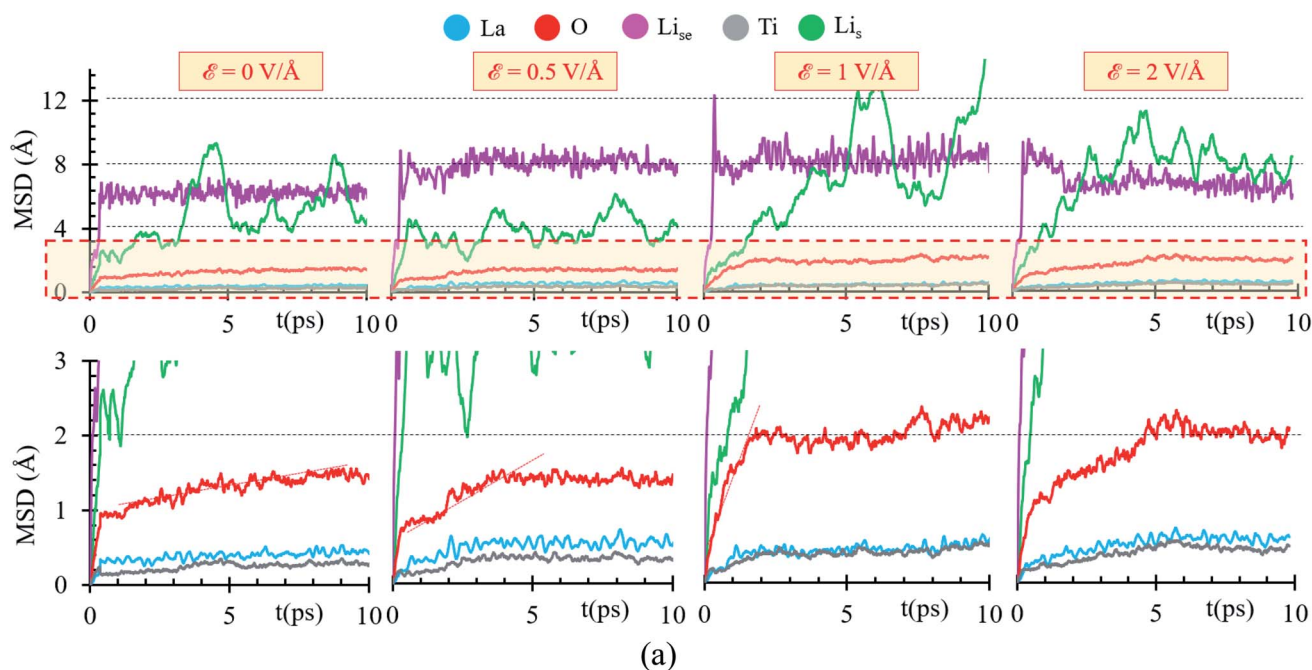 La O Li_se Ti Li_s
ℰ = 0 V/Å ℰ = 0.5 V/Å ℰ = 1 V/Å ℰ = 2 V/Å
MSD (Å)
12
8
4
0
0 5 t(ps) 10 0 5 t(ps) 10 0 5 t(ps) 10 0 5 t(ps) 10
MSD (Å)
3
2
1
0
0 5 t(ps) 10 0 5 t(ps) 10 0 5 t(ps) 10 0 5 t(ps) 10
(a)